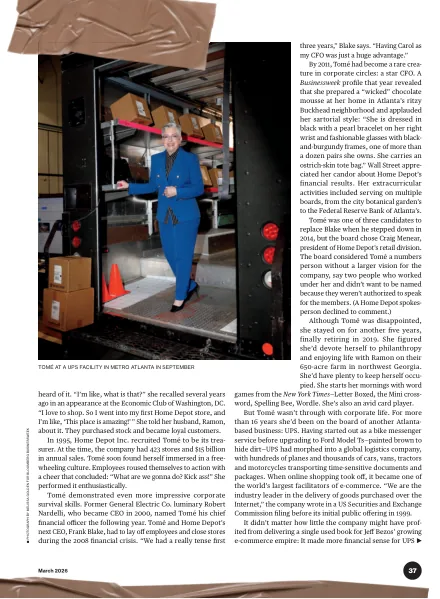 three years," Blake says. "Having Carol as
my CFO was just a huge advantage."
By 2011, Tomé had become a rare crea-
ture in corporate circles: a star CFO. A
Businessweek profile that year revealed
that she prepared a "wicked" chocolate
mousse at her home in Atlanta's ritzy
Buckhead neighborhood and applauded
her sartorial style: "She is dressed in
black with a pearl bracelet on her right
wrist and fashionable glasses with black-
and-burgundy frames, one of more than
a dozen pairs she owns. She carries an
ostrich-skin tote bag." Wall Street appre-
ciated her candor about Home Depot's
financial results. Her extracurricular
activities included serving on multiple
boards, from the city botanical garden's
to the Federal Reserve Bank of Atlanta's.
Tomé was one of three candidates to
replace Blake when he stepped down in
2014, but the board chose Craig Menear,
president of Home Depot's retail division.
The board considered Tomé a numbers
person without a larger vision for the
company, say two people who worked
under her and didn't want to be named
because they weren't authorized to speak
for the members. (A Home Depot spokes-
person declined to comment.)
Although Tomé was disappointed,
she stayed on for another five years,
finally retiring in 2019. She figured
she'd devote herself to philanthropy
and enjoying life with Ramon on their
650-acre farm in northwest Georgia.
She'd have plenty to keep herself occu-
pied. She starts her mornings with word
games from the New York Times—Letter Boxed, the Mini cross-
word, Spelling Bee, Wordle. She's also an avid card player.
But Tomé wasn't through with corporate life. For more
than 16 years she'd been on the board of another Atlanta-
based business: UPS. Having started out as a bike messenger
service before upgrading to Ford Model Ts—painted brown to
hide dirt—UPS had morphed into a global logistics company,
with hundreds of planes and thousands of cars, vans, tractors
and motorcycles transporting time-sensitive documents and
packages. When online shopping took off, it became one of
the world's largest facilitators of e-commerce. "We are the
industry leader in the delivery of goods purchased over the
Internet," the company wrote in a US Securities and Exchange
Commission filing before its initial public offering in 1999.
It didn't matter how little the company might have prof-
ited from delivering a single used book for Jeff Bezos' growing
e-commerce empire: It made more financial sense for UPS ▶
TOMÉ AT A UPS FACILITY IN METRO ATLANTA IN SEPTEMBER
heard of it. "I'm like, what is that?" she recalled several years
ago in an appearance at the Economic Club of Washington, DC.
"I love to shop. So I went into my first Home Depot store, and
I'm like, 'This place is amazing!'" She told her husband, Ramon,
about it. They purchased stock and became loyal customers.
In 1995, Home Depot Inc. recruited Tomé to be its trea-
surer. At the time, the company had 423 stores and $15 billion
in annual sales. Tomé soon found herself immersed in a free-
wheeling culture. Employees roused themselves to action with
a cheer that concluded: "What are we gonna do? Kick ass!" She
performed it enthusiastically.
Tomé demonstrated even more impressive corporate
survival skills. Former General Electric Co. luminary Robert
Nardelli, who became CEO in 2000, named Tomé his chief
financial officer the following year. Tomé and Home Depot's
next CEO, Frank Blake, had to lay off employees and close stores
during the 2008 financial crisis. "We had a really tense first
March 2026
37